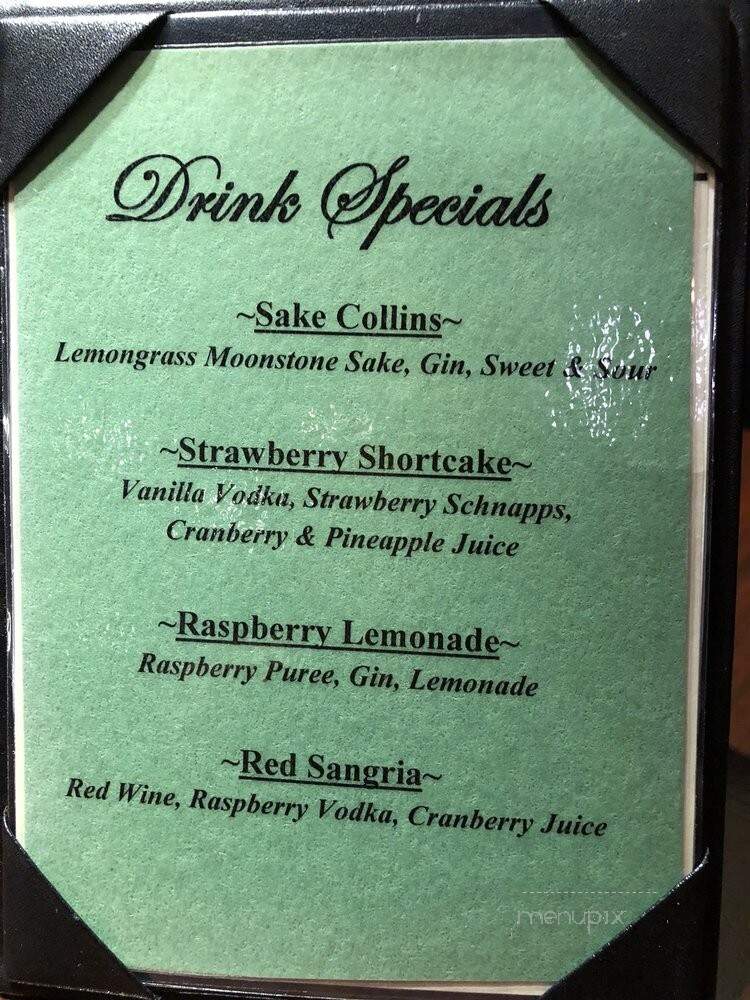 Drink Specials
~Sake Collins~
Lemongrass Moonstone Sake, Gin, Sweet & Sour
~Strawberry Shortcake~
Vanilla Vodka, Strawberry Schnapps,
Cranberry & Pineapple Juice
~Raspberry Lemonade~
Raspberry Puree, Gin, Lemonade
~Red Sangria~
Red Wine, Raspberry Vodka, Cranberry Juice
menupix